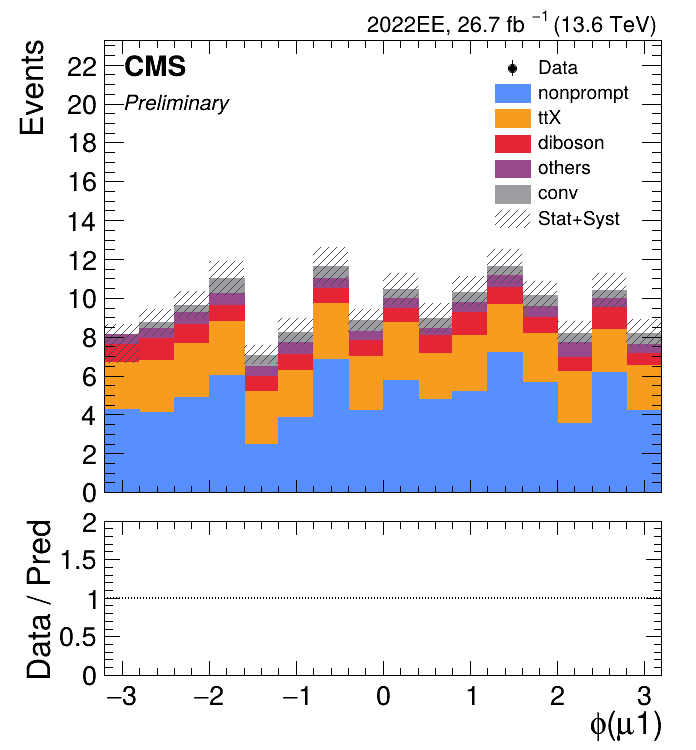 2022EE, 26.7 fb⁻¹ (13.6 TeV)
CMS
Preliminary
Data
nonprompt
ttX
diboson
others
conv
Stat+Syst
Events
22
20
18
16
14
12
10
8
6
4
2
0
Data / Pred
2
1.5
1
0.5
0
−3 −2 −1 0 1 2 3
ϕ(μ1)